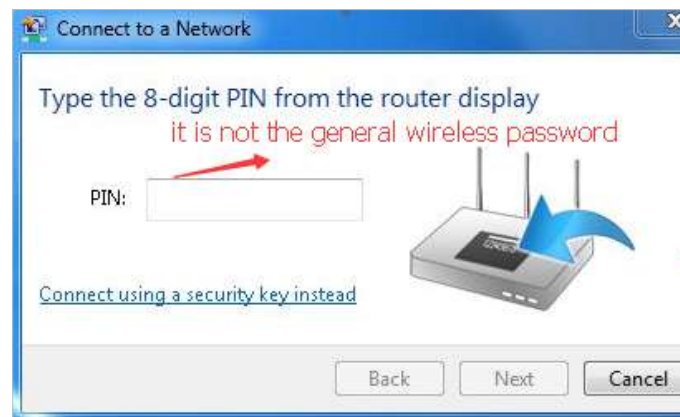 Connect to a Network
Type the 8-digit PIN from the router display
it is not the general wireless password
PIN:
Connect using a security key instead
Back Next Cancel